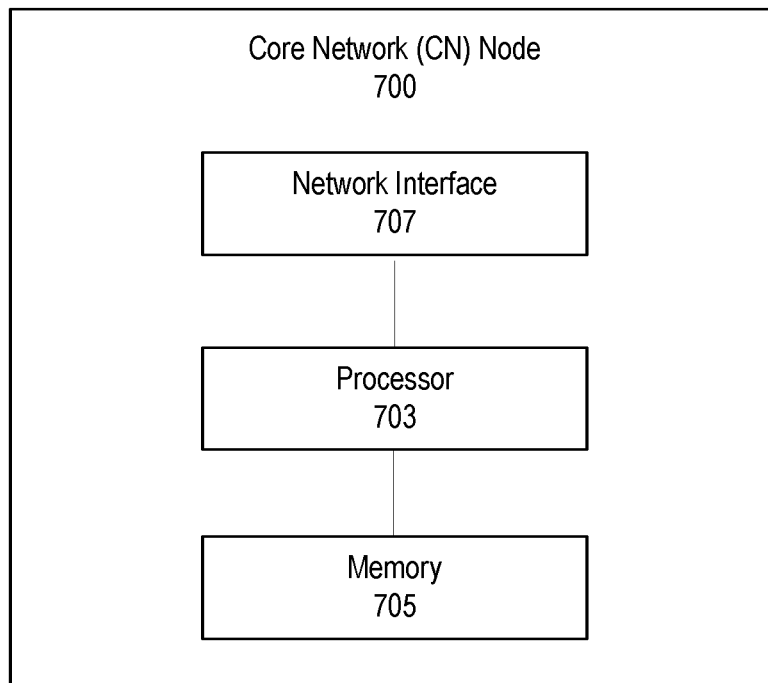 Core Network (CN) Node
700
Network Interface
707
Processor
703
Memory
705